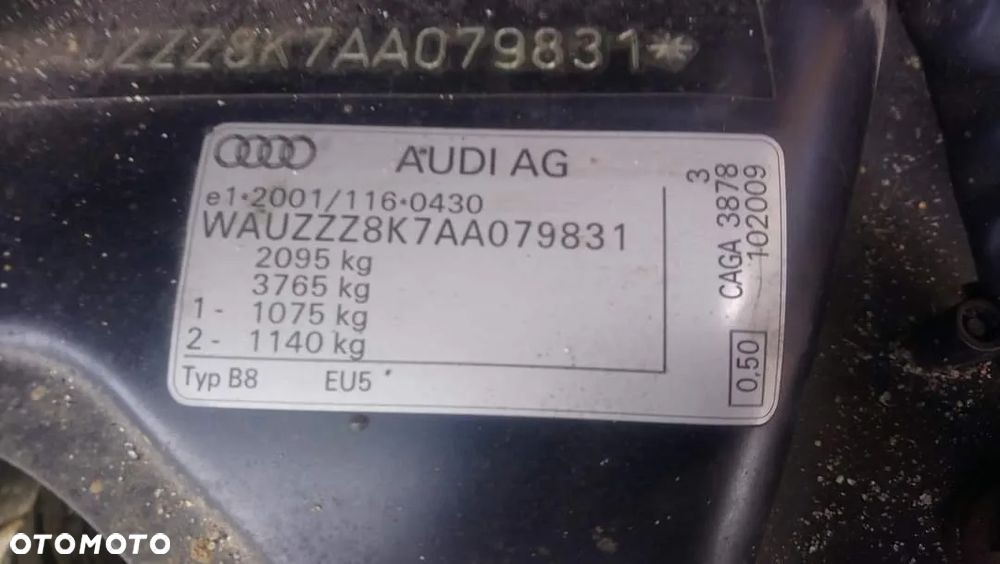 UZZZ8K7AA079831*
AUDI AG
e1*2001/116*0430
WAUZZZ8K7AA079831
2095 kg
3765 kg
1 - 1075 kg
2 - 1140 kg
Typ B8 EU5 *
3
CAGA 3878
102009
0,50
OTOMOTO